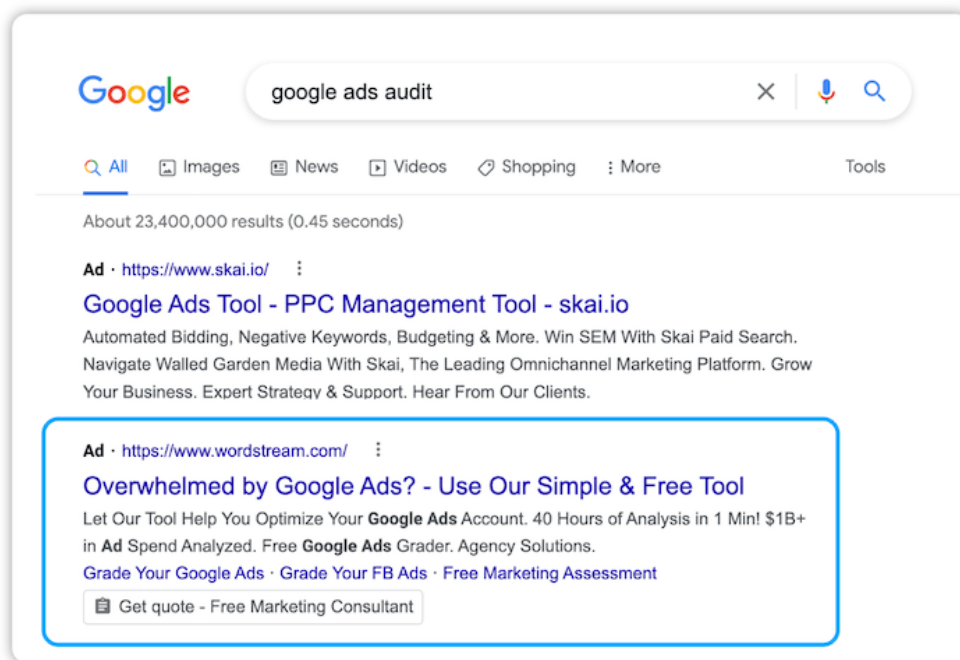 Google
google ads audit
All Images News Videos Shopping More Tools
About 23,400,000 results (0.45 seconds)
Ad · https://www.skai.io/
Google Ads Tool - PPC Management Tool - skai.io
Automated Bidding, Negative Keywords, Budgeting & More. Win SEM With Skai Paid Search.
Navigate Walled Garden Media With Skai, The Leading Omnichannel Marketing Platform. Grow
Your Business. Expert Strategy & Support. Hear From Our Clients.
Ad · https://www.wordstream.com/
Overwhelmed by Google Ads? - Use Our Simple & Free Tool
Let Our Tool Help You Optimize Your Google Ads Account. 40 Hours of Analysis in 1 Min! $1B+
in Ad Spend Analyzed. Free Google Ads Grader. Agency Solutions.
Grade Your Google Ads · Grade Your FB Ads · Free Marketing Assessment
Get quote - Free Marketing Consultant